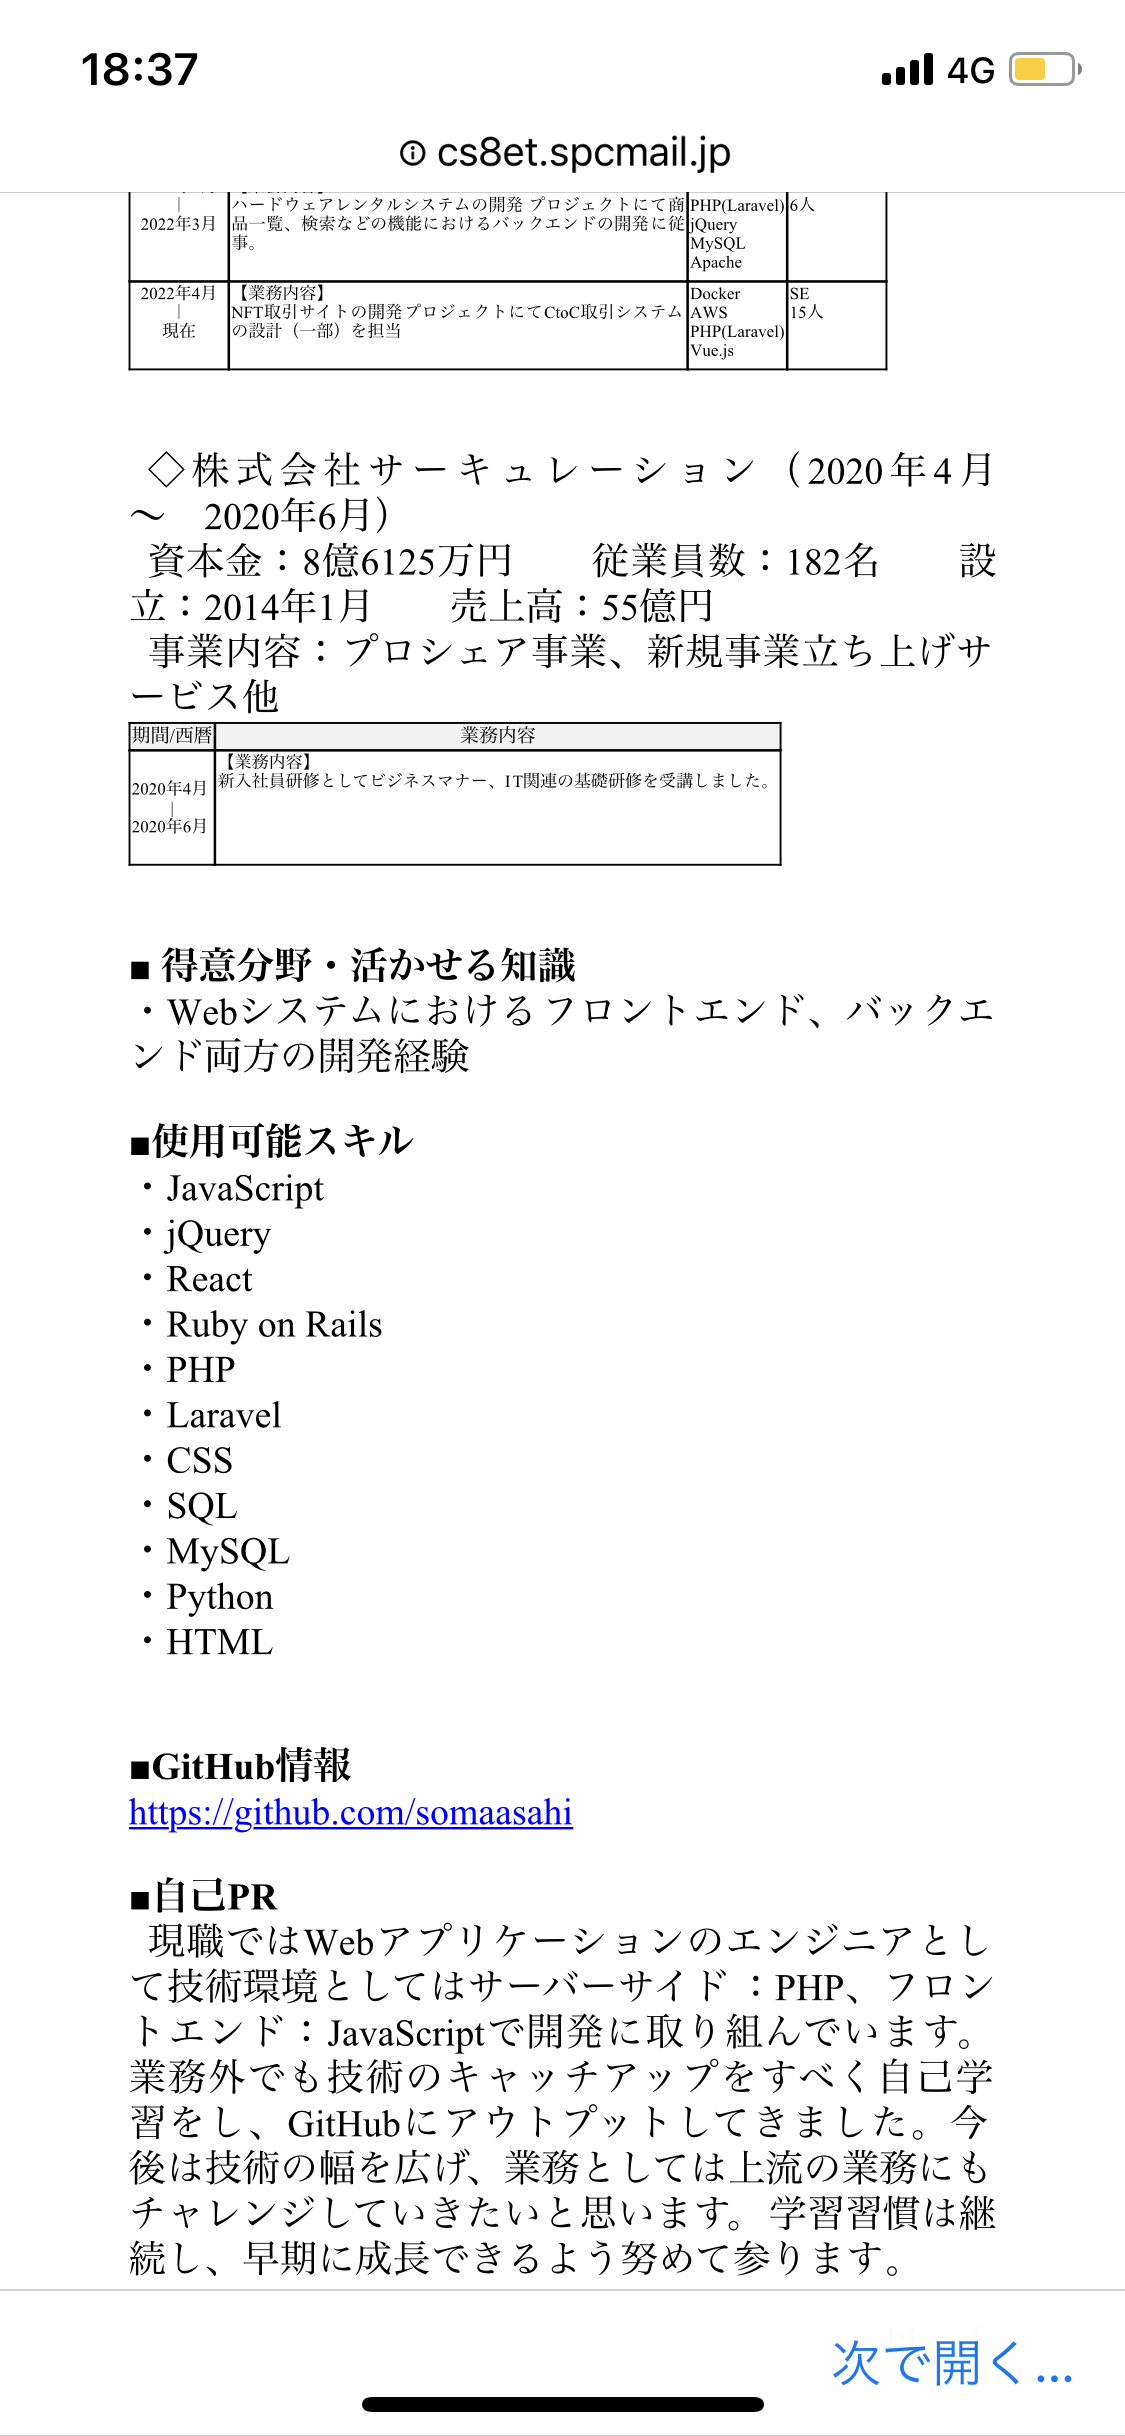 18:37
4G
cs8et.spcmail.jp
｜
2022年3月
ハードウェアレンタルシステムの開発 プロジェクトにて商
品一覧、検索などの機能におけるバックエンドの開発に従
事。
PHP(Laravel)
jQuery
MySQL
Apache
6人
2022年4月
｜
現在
【業務内容】
NFT取引サイトの開発プロジェクトにてCtoC取引システム
の設計（一部）を担当
Docker
AWS
PHP(Laravel)
Vue.js
SE
15人
◇株式会社サーキュレーション（2020年4月
～　2020年6月）
資本金：8億6125万円　　従業員数：182名　　設
立：2014年1月　　売上高：55億円
事業内容：プロシェア事業、新規事業立ち上げサ
ービス他
期間/西暦
業務内容
2020年4月
｜
2020年6月
【業務内容】
新入社員研修としてビジネスマナー、IT関連の基礎研修を受講しました。
■ 得意分野・活かせる知識
・Webシステムにおけるフロントエンド、バックエ
ンド両方の開発経験
■使用可能スキル
・JavaScript
・jQuery
・React
・Ruby on Rails
・PHP
・Laravel
・CSS
・SQL
・MySQL
・Python
・HTML
■GitHub情報
https://github.com/somaasahi
■自己PR
現職ではWebアプリケーションのエンジニアとし
て技術環境としてはサーバーサイド：PHP、フロン
トエンド：JavaScriptで開発に取り組んでいます。
業務外でも技術のキャッチアップをすべく自己学
習をし、GitHubにアウトプットしてきました。今
後は技術の幅を広げ、業務としては上流の業務にも
チャレンジしていきたいと思います。学習習慣は継
続し、早期に成長できるよう努めて参ります。
次で開く...